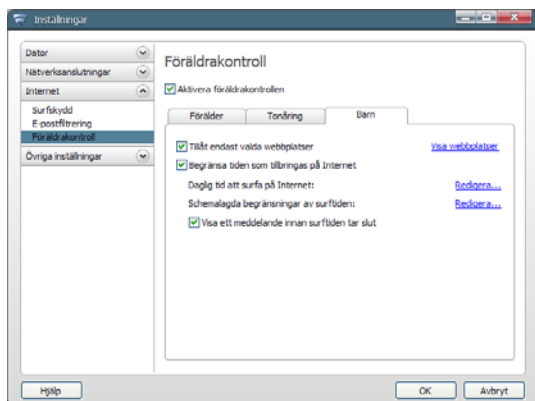 Inställningar
Dator
Nätverksanslutningar
Internet
Surfskydd
E-postfiltrering
Föräldrakontroll
Övriga inställningar
Föräldrakontroll
Aktivera föräldrakontrollen
Förälder
Tonåring
Barn
Tillåt endast valda webbplatser
Visa webbplatser
Begränsa tiden som tillbringas på Internet
Daglig tid att surfa på Internet:
Redigera...
Schemalagda begränsningar av surftiden:
Redigera...
Visa ett meddelande innan surftiden tar slut
Hjälp
OK
Avbryt